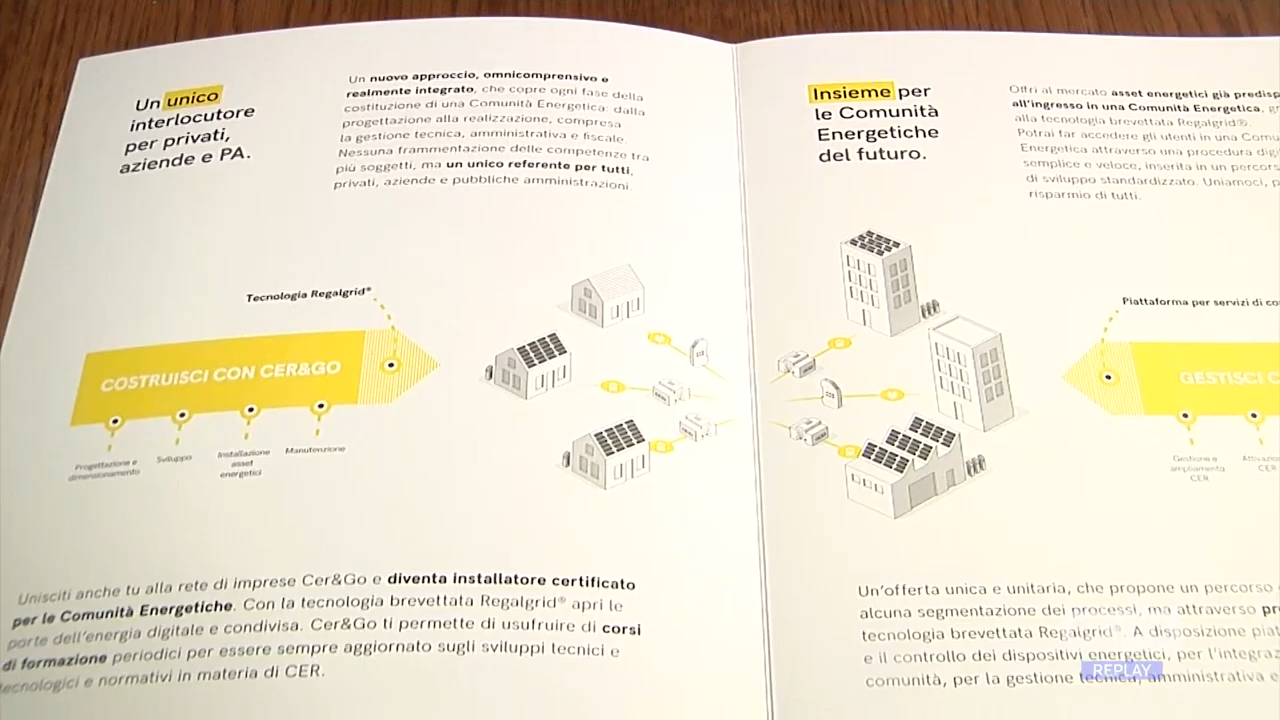 Un unico
interlocutore
per privati,
aziende e PA.
Un nuovo approccio, omnicomprensivo e
realmente integrato, che copre ogni fase della
costituzione di una Comunità Energetica: dalla
progettazione alla realizzazione, compresa
la gestione tecnica, amministrativa e fiscale.
Nessuna frammentazione delle competenze tra
più soggetti, ma un unico referente per tutti,
privati, aziende e pubbliche amministrazioni.
Tecnologia Regalgrid®
COSTRUISCI CON CER&GO
Progettazione e
dimensionamento
Sviluppo
Installazione
asset
energetici
Manutenzione
Unisciti anche tu alla rete di imprese Cer&Go e diventa installatore certificato
per le Comunità Energetiche. Con la tecnologia brevettata Regalgrid® apri le
porte dell'energia digitale e condivisa. Cer&Go ti permette di usufruire di corsi
di formazione periodici per essere sempre aggiornato sugli sviluppi tecnici e
tecnologici e normativi in materia di CER.
Insieme per
le Comunità
Energetiche
del futuro.
Offri al mercato asset energetici già predisp
all'ingresso in una Comunità Energetica, gr
alla tecnologia brevettata Regalgrid®.
Potrai far accedere gli utenti in una Comu
Energetica attraverso una procedura digi
semplice e veloce, inserita in un percors
di sviluppo standardizzato. Uniamoci, p
risparmio di tutti.
Piattaforma per servizi di co
GESTISCI C
Gestione e
ampliamento
CER
Attivazio
CER
Un'offerta unica e unitaria, che propone un percorso
alcuna segmentazione dei processi, ma attraverso pr
tecnologia brevettata Regalgrid®. A disposizione piat
e il controllo dei dispositivi energetici, per l'integraz
comunità, per la gestione tecnica, amministrativa e
REPLAY